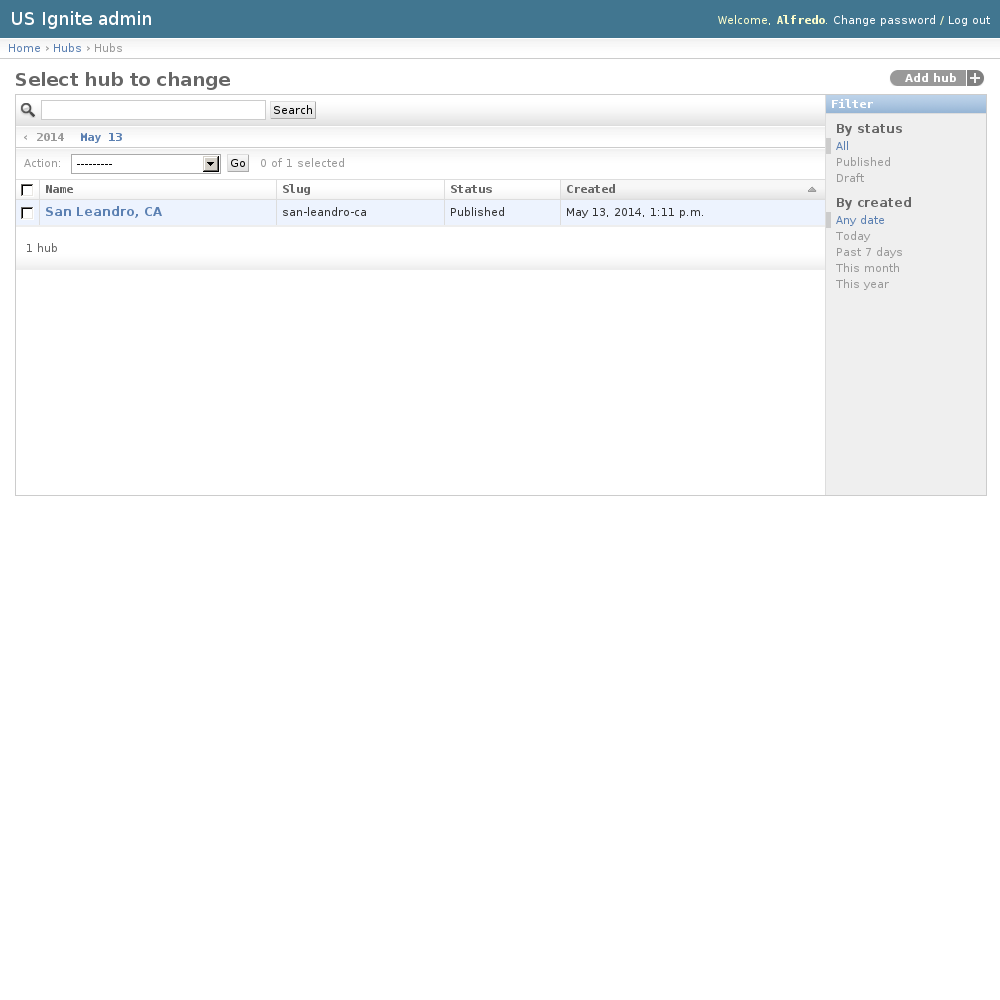 US Ignite admin
Welcome, Alfredo. Change password / Log out
Home › Hubs › Hubs
Select hub to change
Add hub +
Search
‹ 2014 May 13
Action: --------- Go 0 of 1 selected
Name Slug Status Created
San Leandro, CA san-leandro-ca Published May 13, 2014, 1:11 p.m.
1 hub
Filter
By status
All
Published
Draft
By created
Any date
Today
Past 7 days
This month
This year